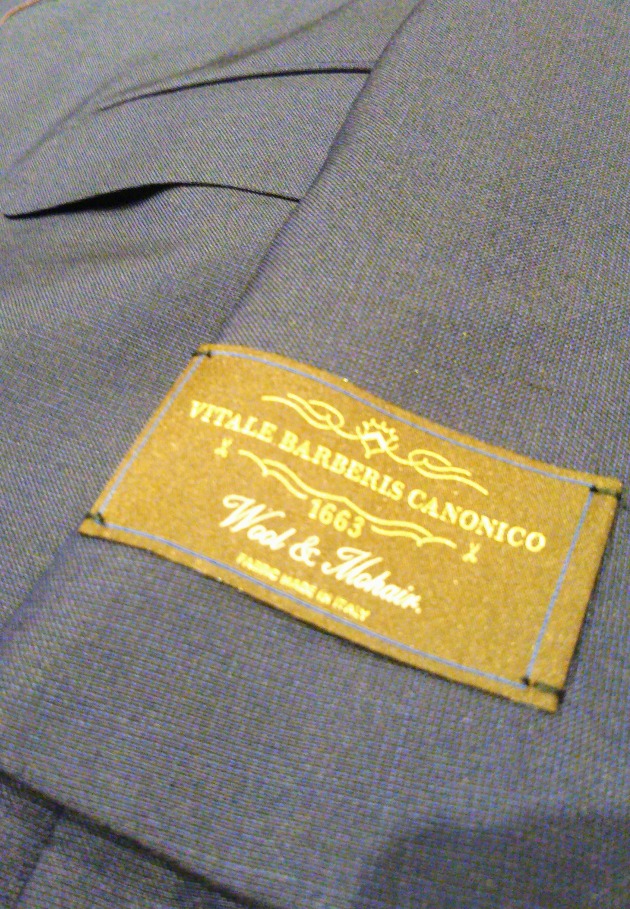 VITALE BARBERIS CANONICO
1663
Wool & Mohair.
FABRIC MADE IN ITALY